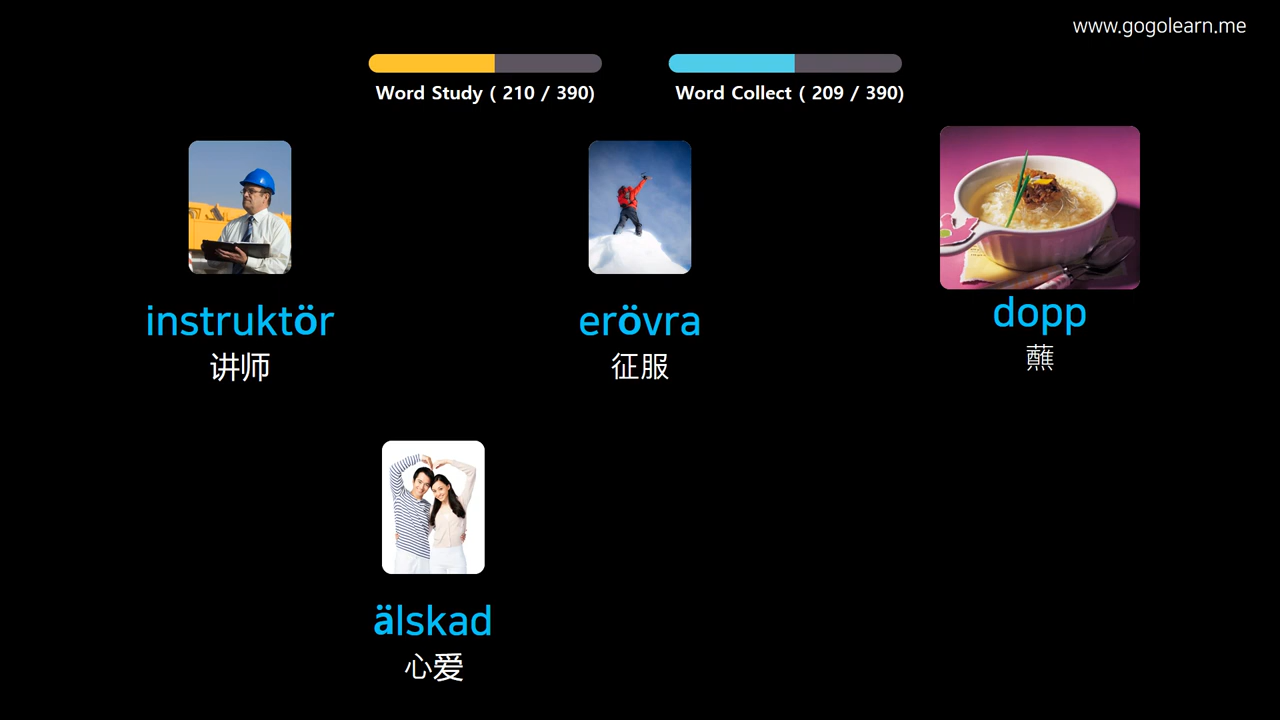 www.gogolearn.me
Word Study ( 210 / 390)
Word Collect ( 209 / 390)
instruktör
讲师
erövra
征服
dopp
蘸
älskad
心爱